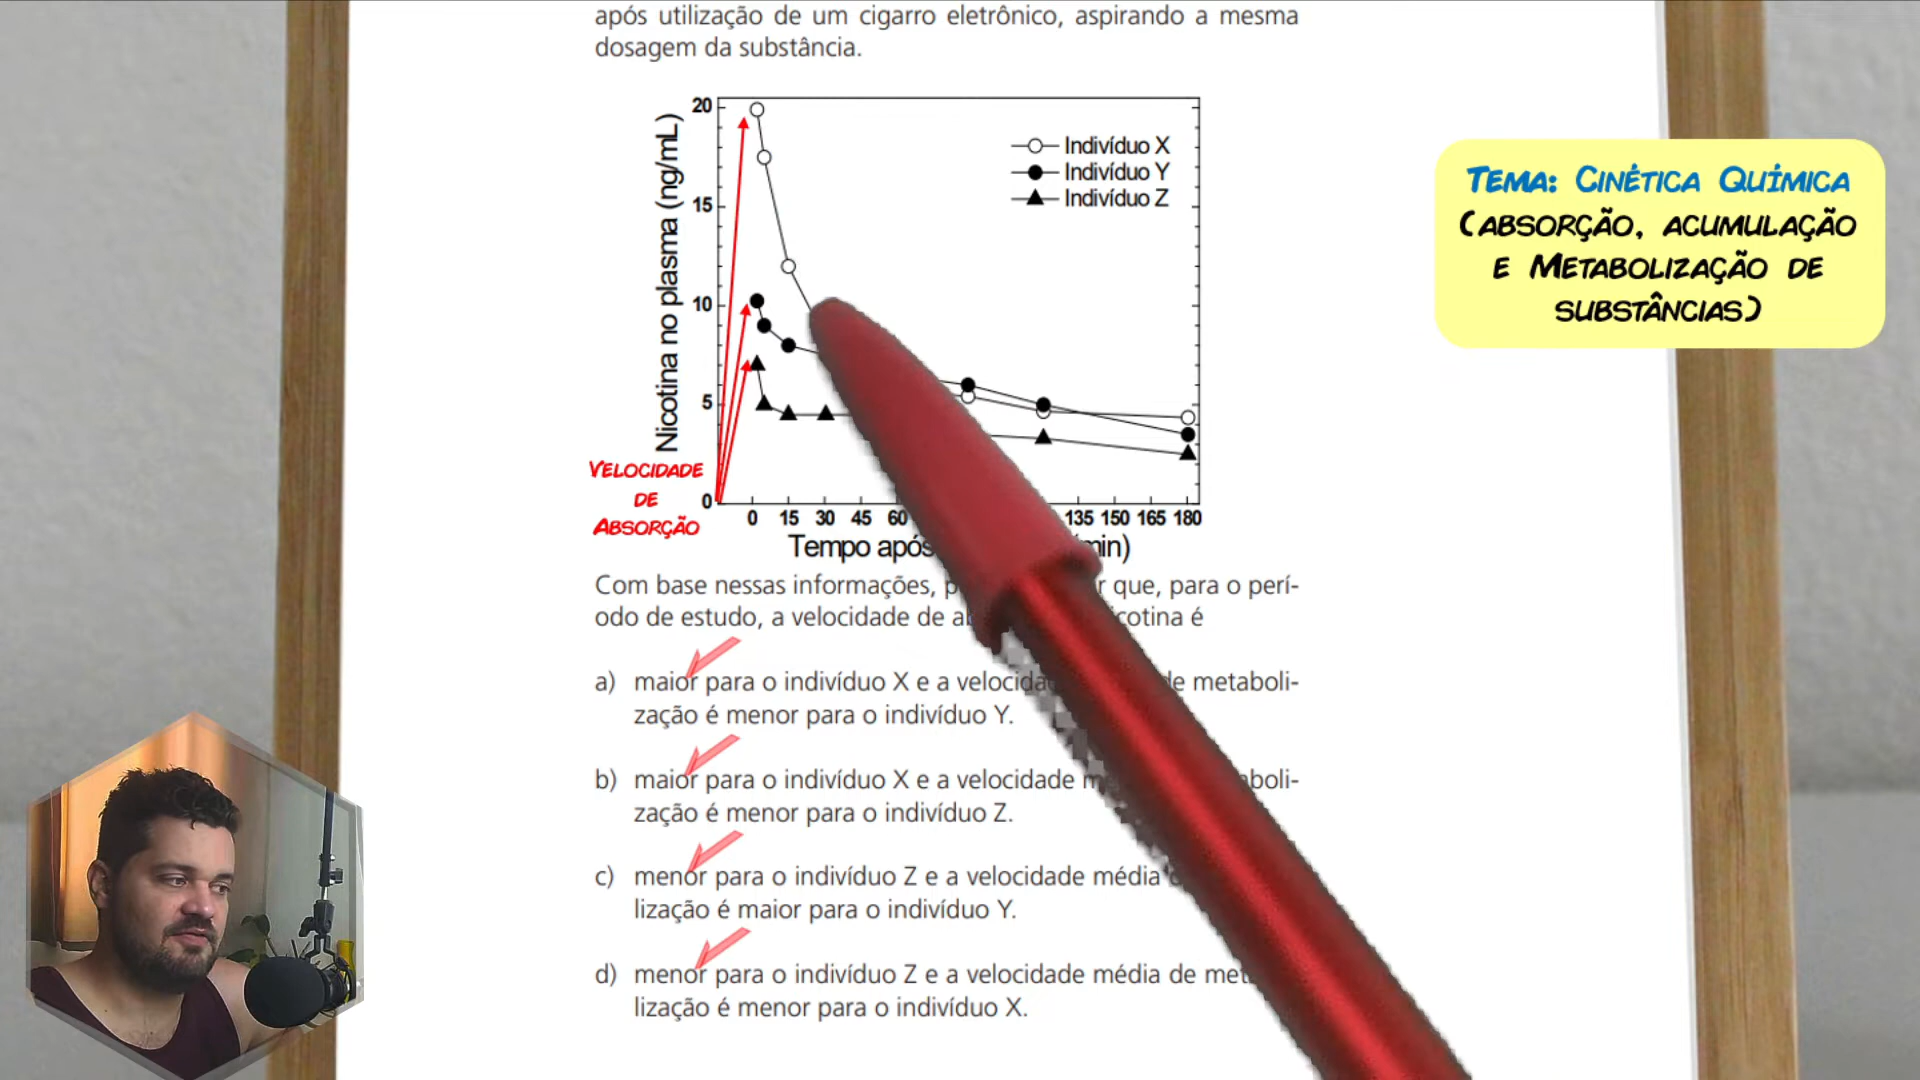 após utilização de um cigarro eletrônico, aspirando a mesma
dosagem da substância.
Nicotina no plasma (ng/mL)
20
15
10
5
0
Indivíduo X
Indivíduo Y
Indivíduo Z
VELOCIDADE
DE
ABSORÇÃO
0 15 30 45 60 135 150 165 180
Tempo após min)
TEMA: CINÉTICA QUÍMICA
(ABSORÇÃO, ACUMULAÇÃO
E METABOLIZAÇÃO DE
SUBSTÂNCIAS)
Com base nessas informações, que, para o perí-
odo de estudo, a velocidade de é
a) maior para o indivíduo X e a de metaboli-
zação é menor para o indivíduo Y.
b) maior para o indivíduo X e a velocidade boli-
zação é menor para o indivíduo Z.
c) menor para o indivíduo Z e a velocidade média
lização é maior para o indivíduo Y.
d) menor para o indivíduo Z e a velocidade média de
lização é menor para o indivíduo X.